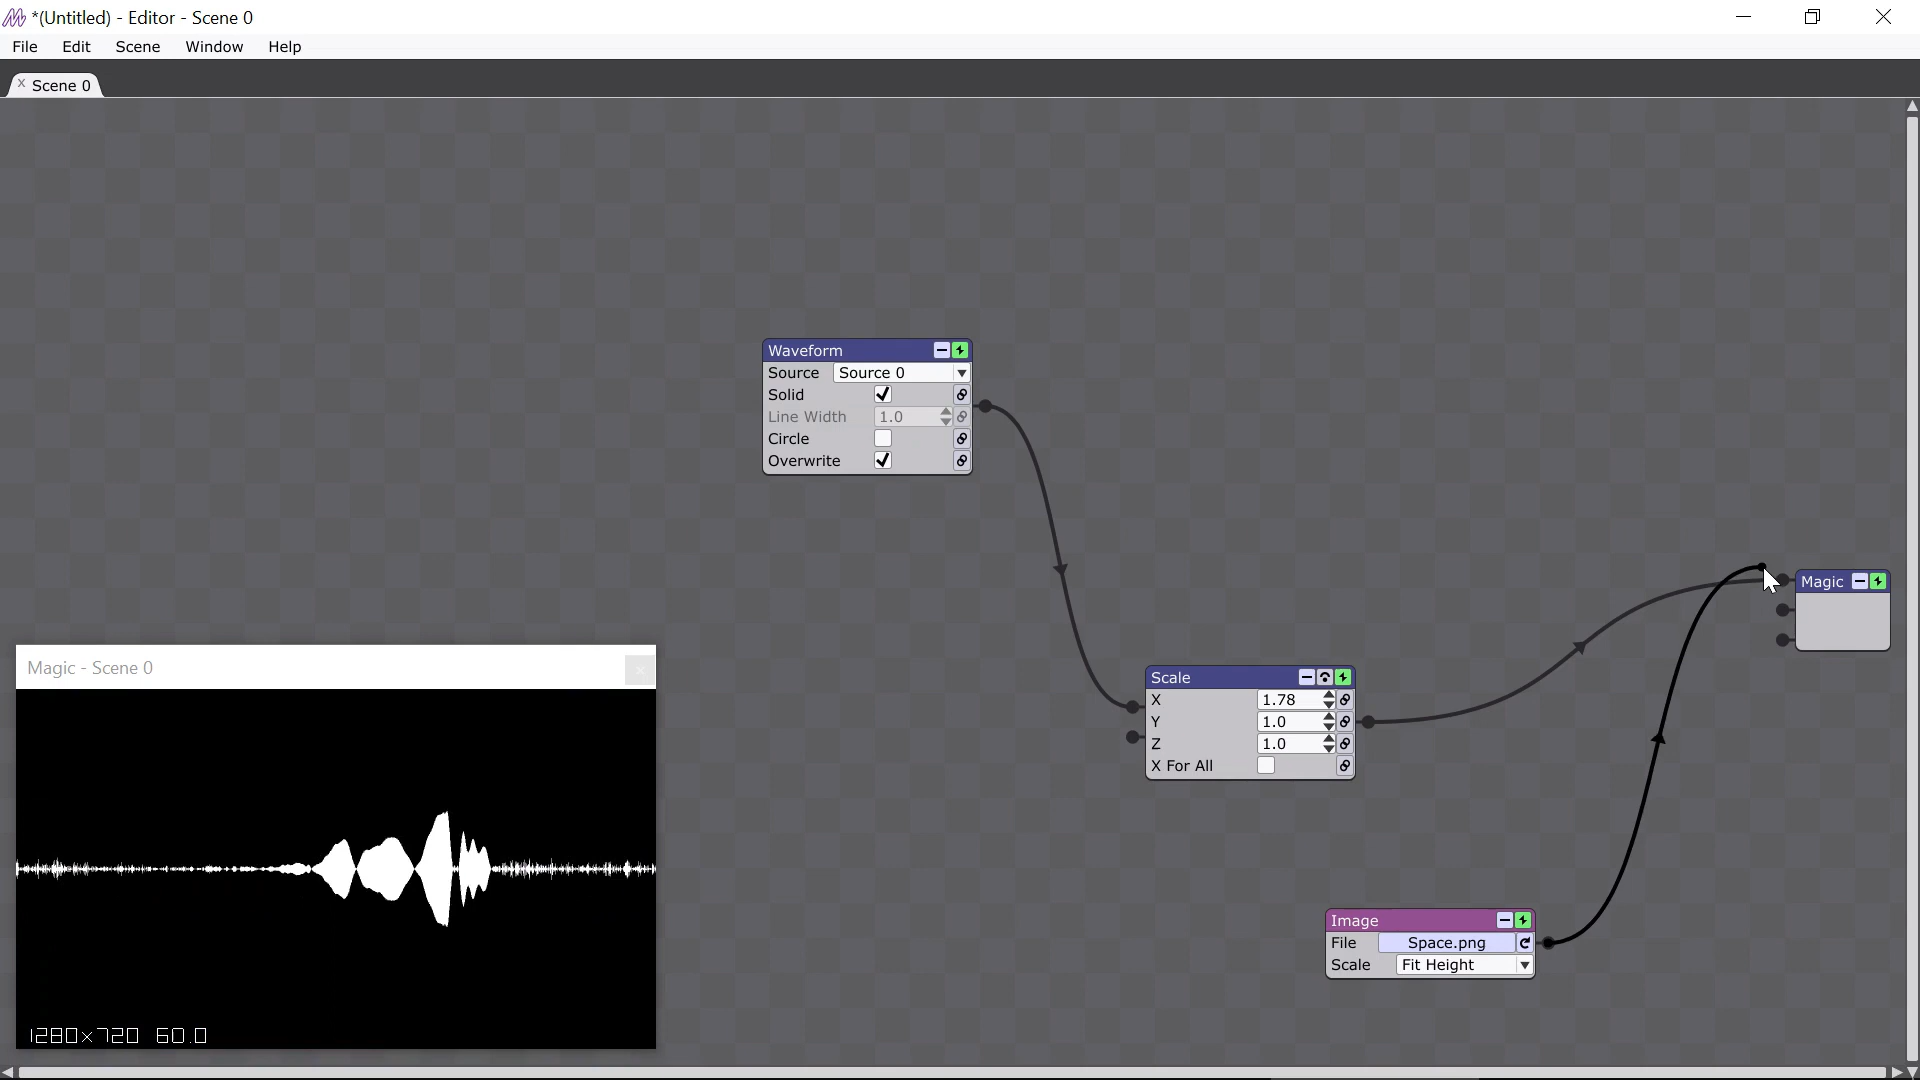 *(Untitled) - Editor - Scene 0
File Edit Scene Window Help
x Scene 0
Waveform
Source Source 0
Solid
Line Width 1.0
Circle
Overwrite
Magic
Magic - Scene 0
Scale
X 1.78
Y 1.0
Z 1.0
X For All
Image
File Space.png
Scale Fit Height
1280x720 60.0